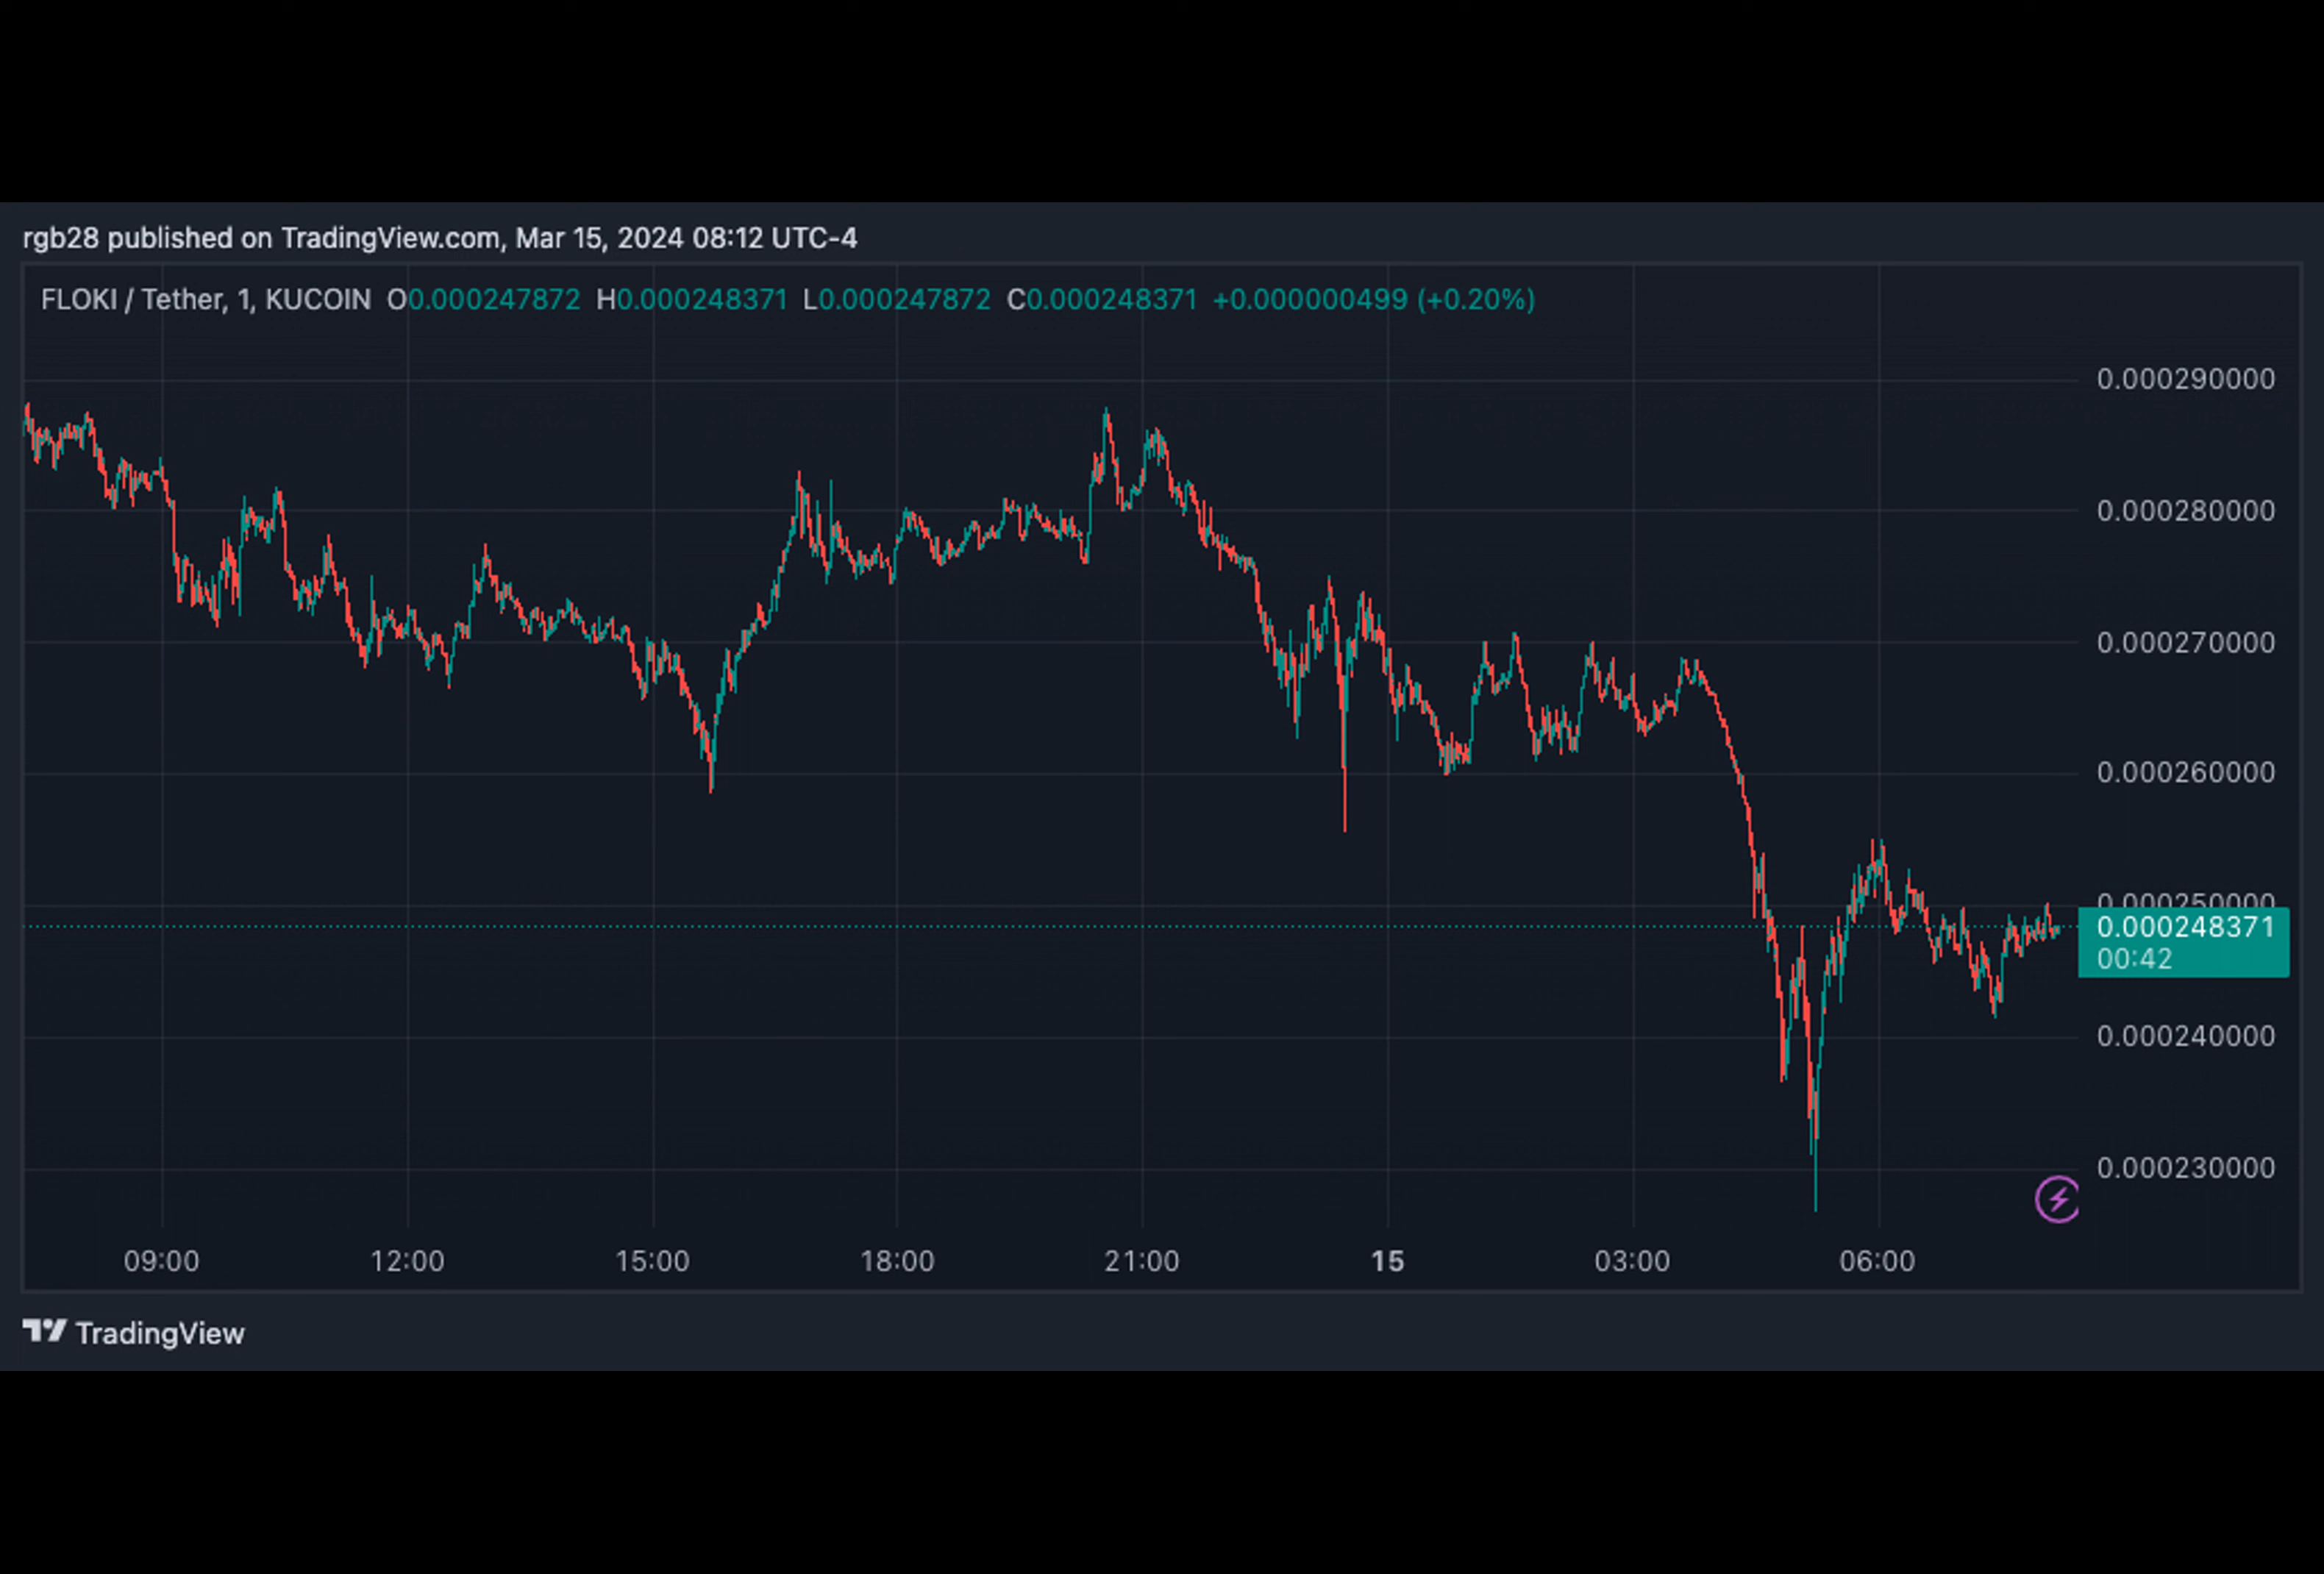 rgb28 published on TradingView.com, Mar 15, 2024 08:12 UTC-4
FLOKI / Tether, 1, KUCOIN O0.000247872 H0.000248371 L0.000247872 C0.000248371 +0.000000499 (+0.20%)
0.000290000
0.000280000
0.000270000
0.000260000
0.000250000
0.000248371
00:42
0.000240000
0.000230000
09:00 12:00 15:00 18:00 21:00 15 03:00 06:00
TradingView